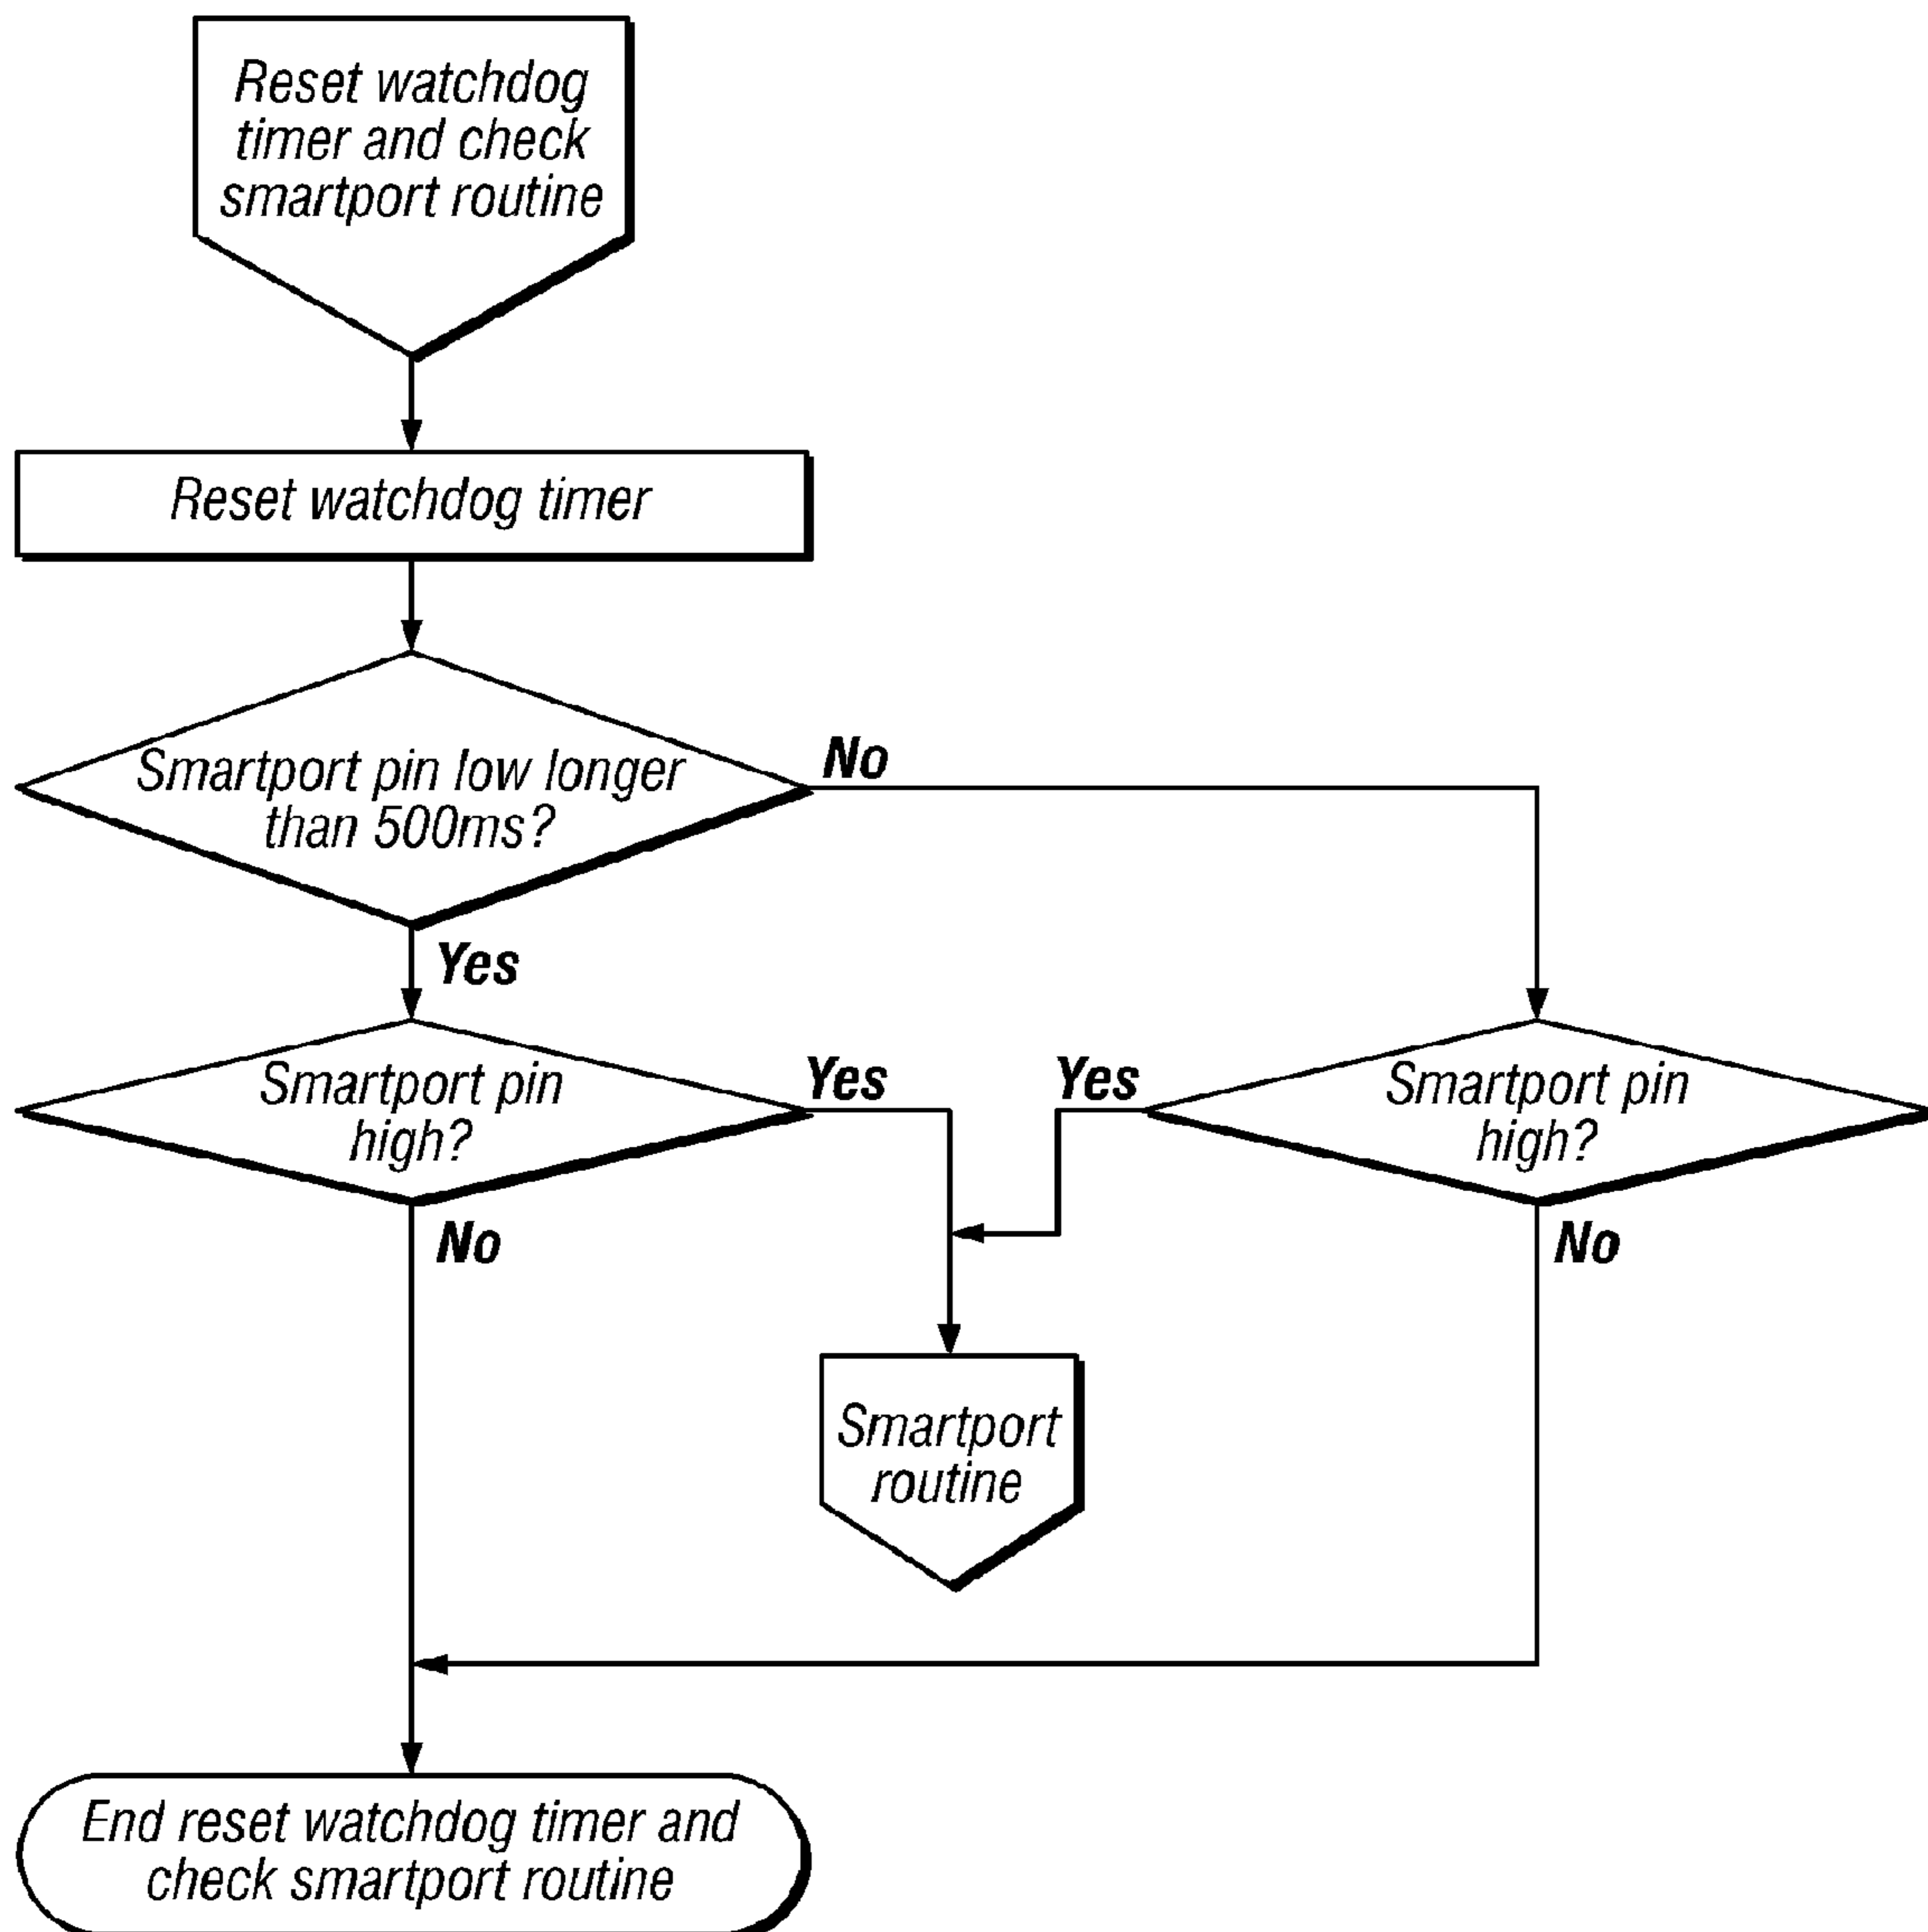 Reset watchdog
timer and check
smartport routine
Reset watchdog timer
Smartport pin low longer
than 500ms?
No
Yes
Smartport pin
high?
Yes
Yes
Smartport pin
high?
No
No
Smartport
routine
End reset watchdog timer and
check smartport routine